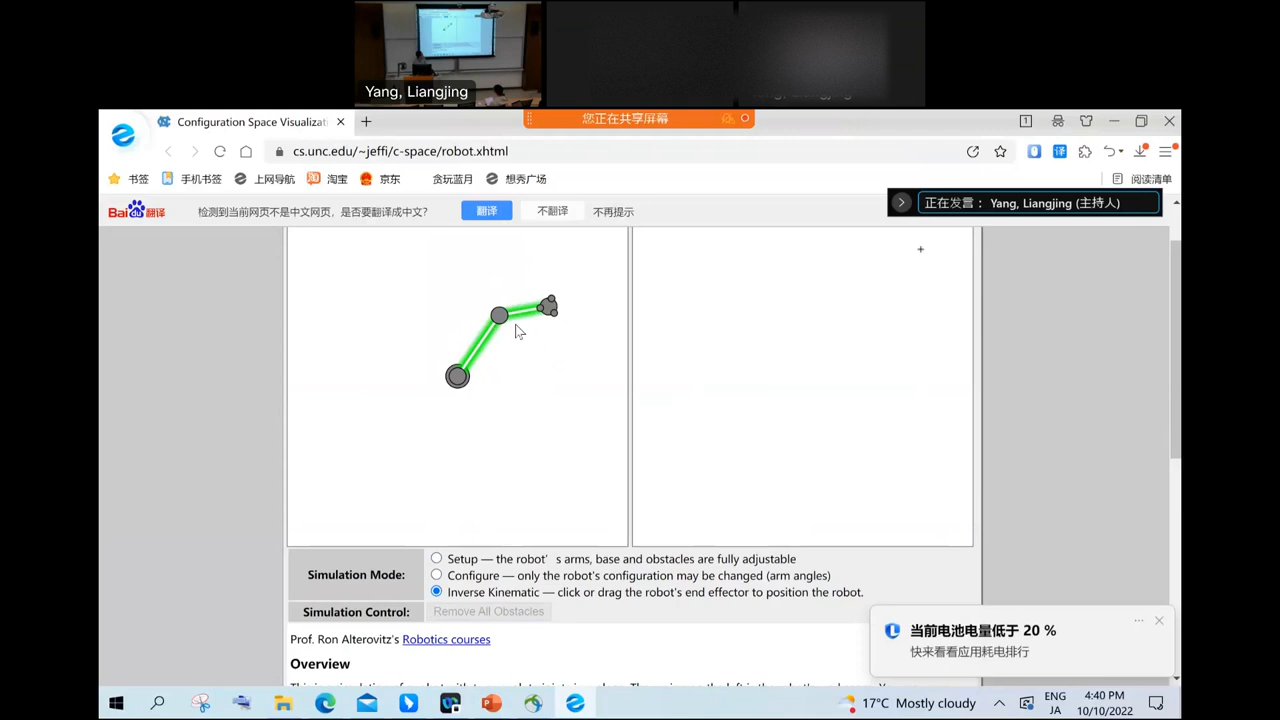 Yang, Liangjing
Configuration Space Visualizati
您正在共享屏幕
1
cs.unc.edu/~jeffi/c-space/robot.xhtml
译
书签
手机书签
上网导航
淘宝
京东
贪玩蓝月
想秀广场
阅读清单
Bai du 翻译
检测到当前网页不是中文网页，是否要翻译成中文？
翻译
不翻译
不再提示
正在发言： Yang, Liangjing (主持人)
Simulation Mode:
Setup — the robot' s arms, base and obstacles are fully adjustable
Configure — only the robot's configuration may be changed (arm angles)
Inverse Kinematic — click or drag the robot's end effector to position the robot.
Simulation Control:
Remove All Obstacles
Prof. Ron Alterovitz's Robotics courses
Overview
当前电池电量低于 20 %
快来看看应用耗电排行
17°C Mostly cloudy
ENG
JA
4:40 PM
10/10/2022